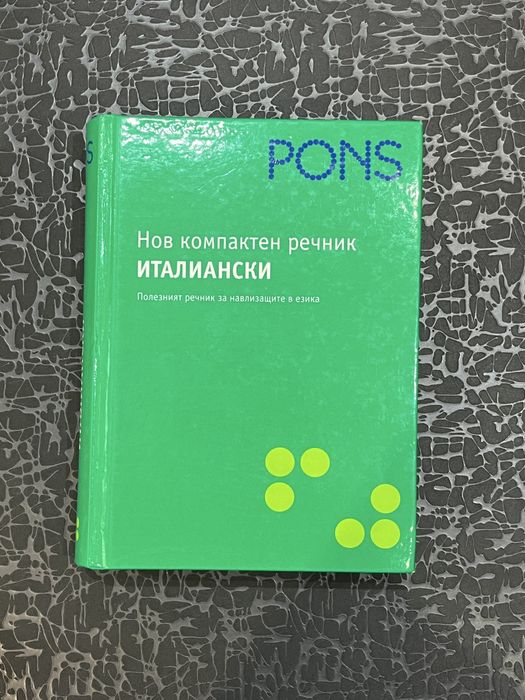 PONS
Нов компактен речник
ИТАЛИАНСКИ
Полезният речник за навлизащите в езика
S